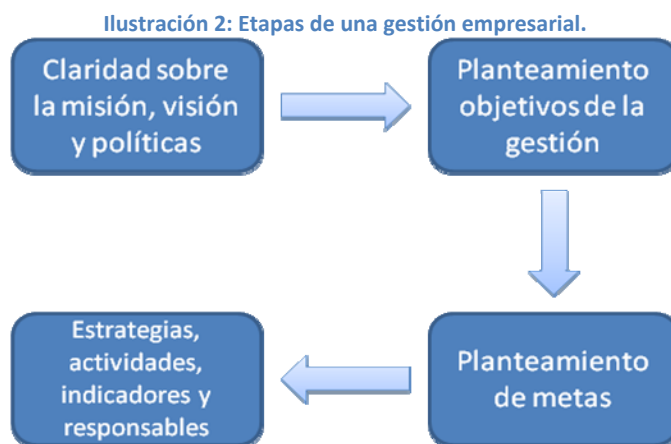 Ilustración 2: Etapas de una gestión empresarial.
Claridad sobre
la misión, visión
y políticas
Planteamiento
objetivos de la
gestión
Planteamiento
de metas
Estrategias,
actividades,
indicadores y
responsables